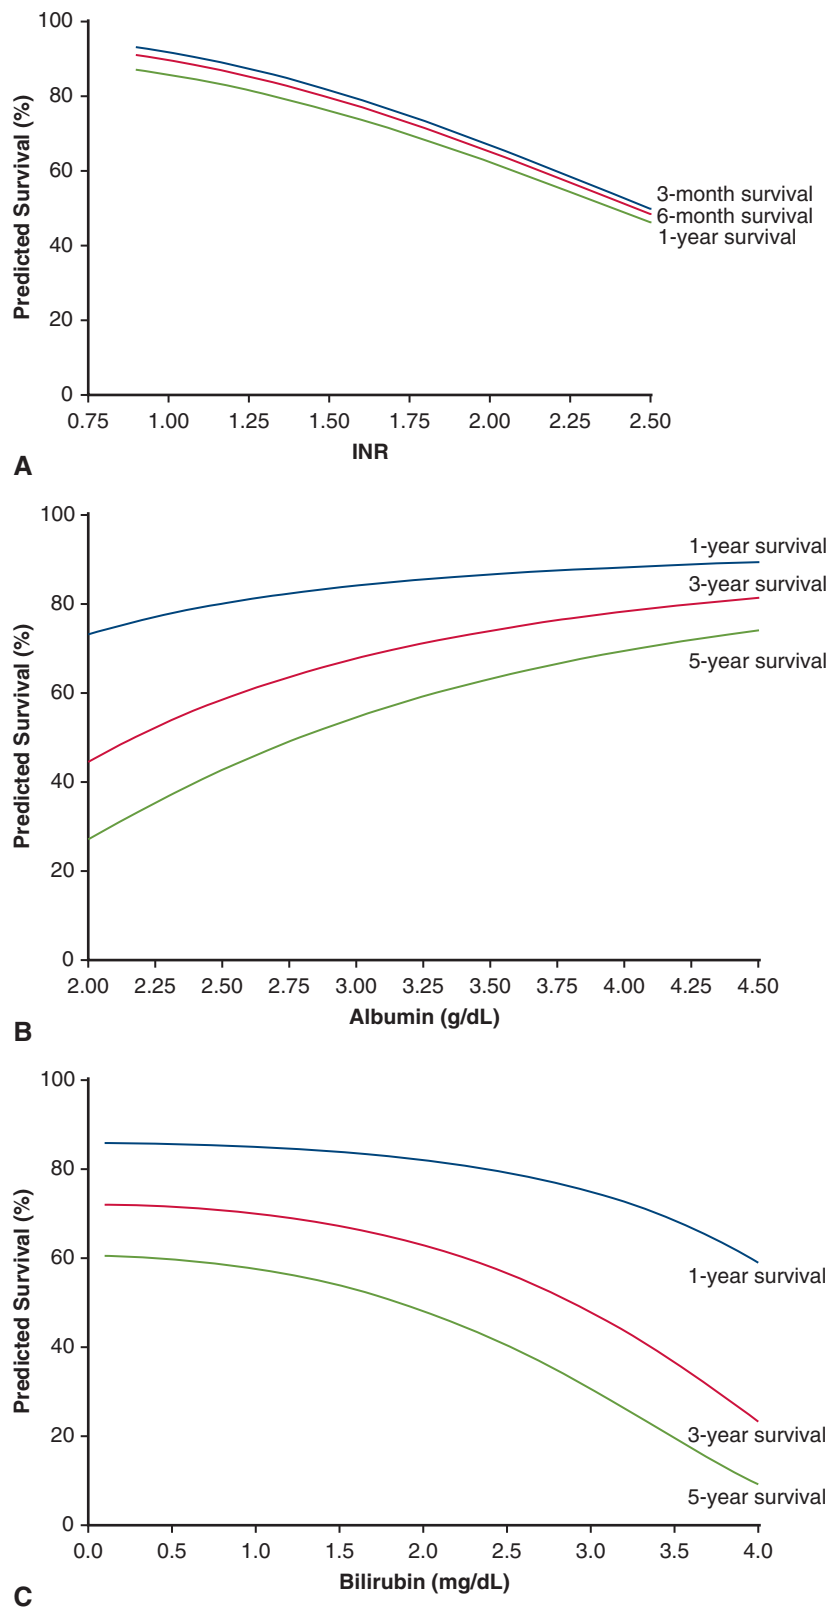 100
80
60
40
20
0
Predicted Survival (%)
3-month survival
6-month survival
1-year survival
0.75 1.00 1.25 1.50 1.75 2.00 2.25 2.50
INR
A
100
80
60
40
20
0
Predicted Survival (%)
1-year survival
3-year survival
5-year survival
2.00 2.25 2.50 2.75 3.00 3.25 3.50 3.75 4.00 4.25 4.50
Albumin (g/dL)
B
100
80
60
40
20
0
Predicted Survival (%)
1-year survival
3-year survival
5-year survival
0.0 0.5 1.0 1.5 2.0 2.5 3.0 3.5 4.0
Bilirubin (mg/dL)
C